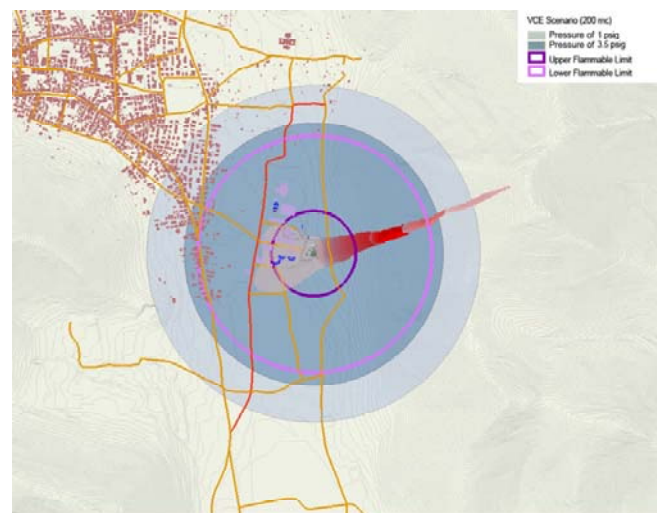 VCE Scenario (200 mc)
Pressure of 1 psig
Pressure of 3.5 psig
Upper Flammable Limit
Lower Flammable Limit